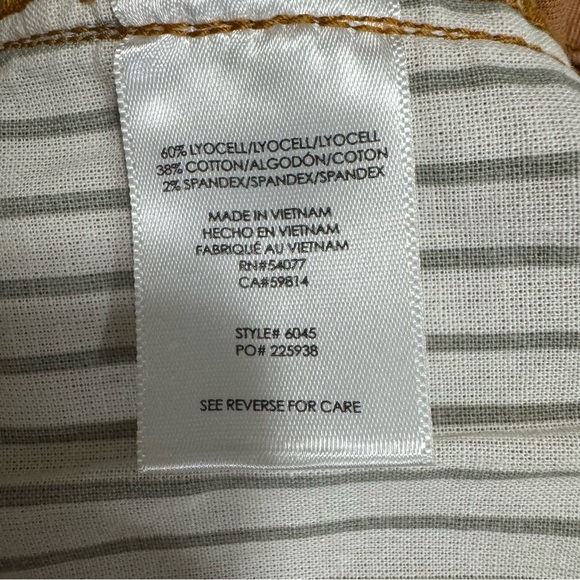 60% LYOCELL/LYOCELL/LYOCELL
38% COTTON/ALGODÓN/COTON
2% SPANDEX/SPANDEX/SPANDEX
MADE IN VIETNAM
HECHO EN VIETNAM
FABRIQUÉ AU VIETNAM
RN#54077
CA#59814
STYLE# 6045
PO# 225938
SEE REVERSE FOR CARE